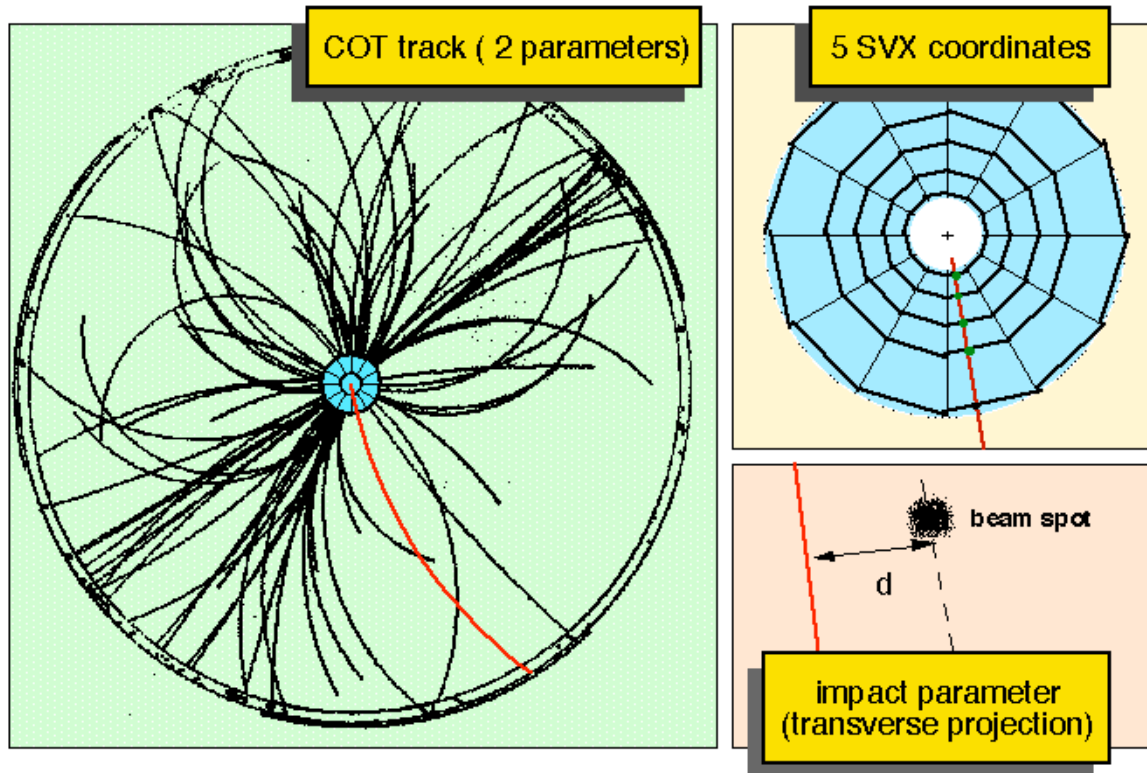 COT track ( 2 parameters)
5 SVX coordinates
beam spot
d
impact parameter
(transverse projection)